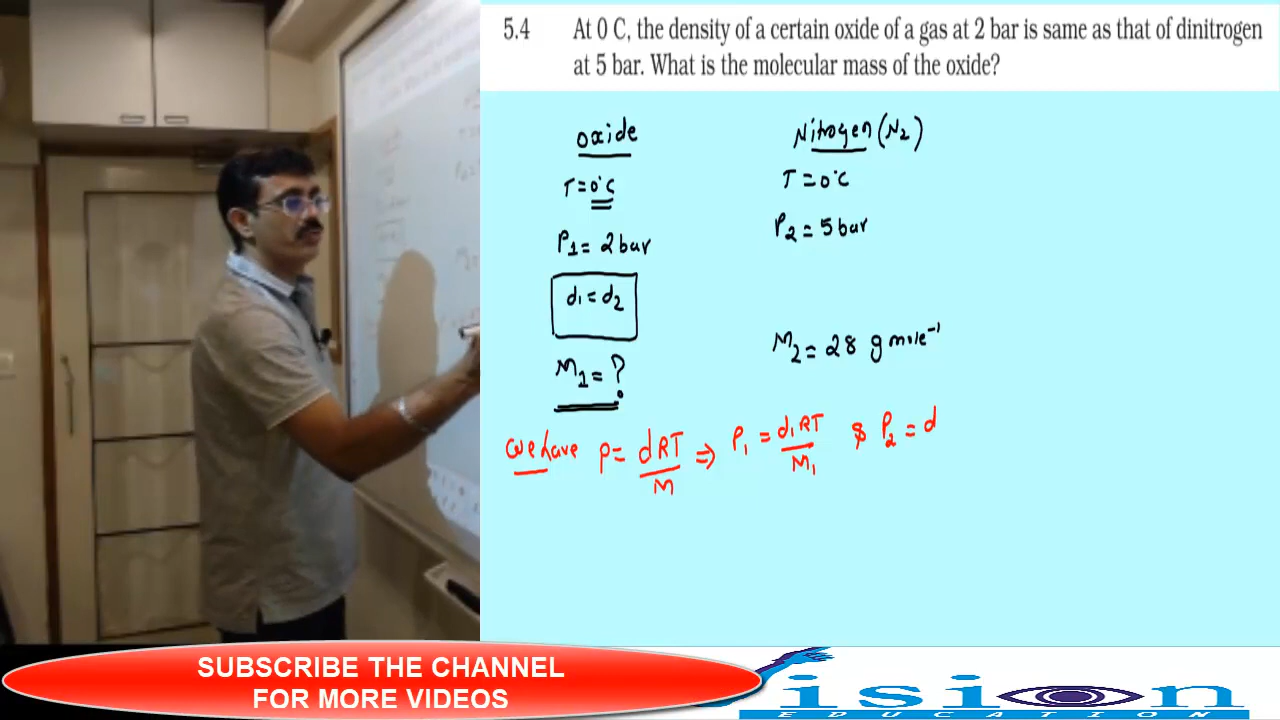 5.4 At 0 C, the density of a certain oxide of a gas at 2 bar is same as that of dinitrogen
at 5 bar. What is the molecular mass of the oxide?
oxide
T = 0°C
P₁ = 2 bar
d₁ = d₂
M₁ = ?
Nitrogen (N₂)
T = 0°C
P₂ = 5 bar
M₂ = 28 g mole⁻¹
We have P = dRT/M ⇒ P₁ = d₁RT/M₁ & P₂ = d
SUBSCRIBE THE CHANNEL
FOR MORE VIDEOS
Vision
EDUCATION